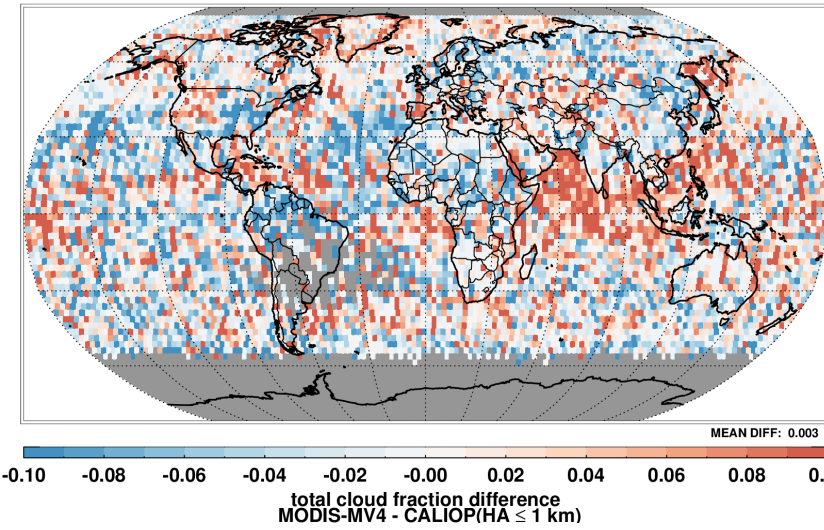 MEAN DIFF: 0.003
-0.10 -0.08 -0.06 -0.04 -0.02 -0.00 0.02 0.04 0.06 0.08 0.
total cloud fraction difference
MODIS-MV4 - CALIOP(HA ≤ 1 km)